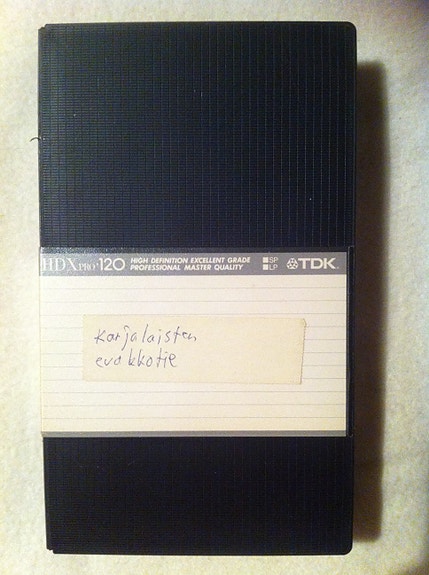 HDX PRO 120 HIGH DEFINITION EXCELLENT GRADE SP TDK
PROFESSIONAL MASTER QUALITY LP
Karjalaisten
evakkotie